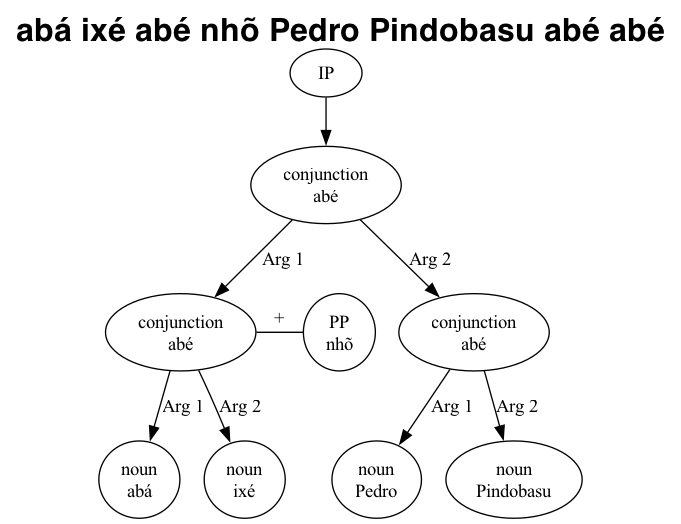 abá ixé abé nhõ Pedro Pindobasu abé abé
IP
conjunction
abé
Arg 1
Arg 2
conjunction
abé
+
PP
nhõ
conjunction
abé
Arg 1
Arg 2
Arg 1
Arg 2
noun
abá
noun
ixé
noun
Pedro
noun
Pindobasu